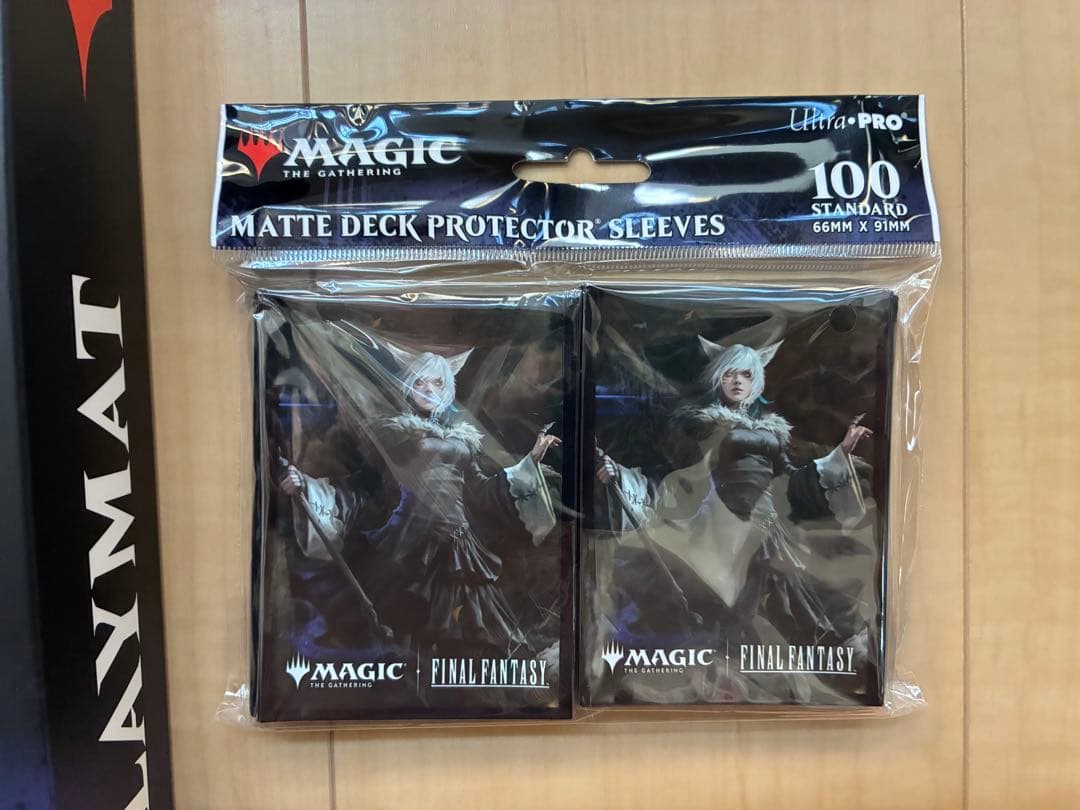 MAGIC
THE GATHERING
Ultra•PRO®
100
STANDARD
66MM X 91MM
MATTE DECK PROTECTOR® SLEEVES
MAGIC
THE GATHERING
FINAL FANTASY
MAGIC
THE GATHERING
FINAL FANTASY
LAYMAT